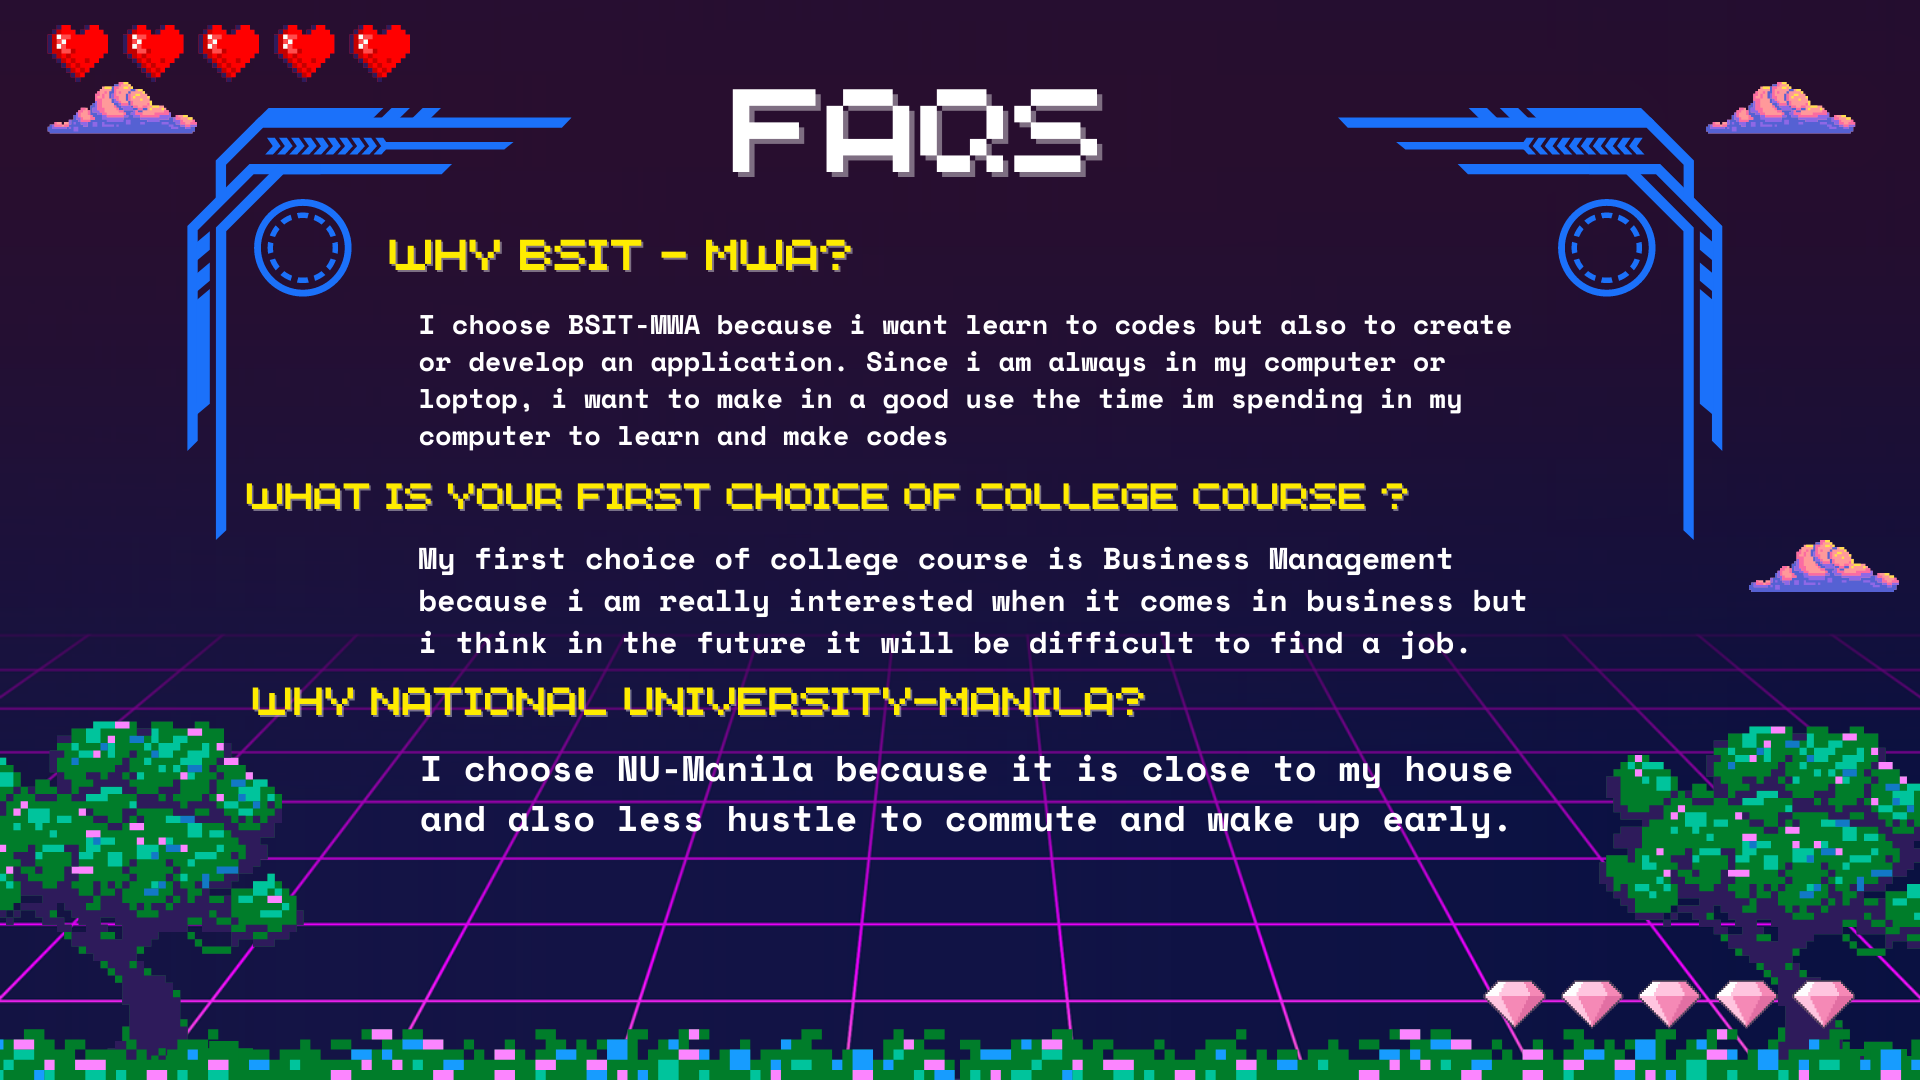 FAQS
WHY BSIT - MWA?
I choose BSIT-MWA because i want learn to codes but also to create
or develop an application. Since i am always in my computer or
loptop, i want to make in a good use the time im spending in my
computer to learn and make codes
WHAT IS YOUR FIRST CHOICE OF COLLEGE COURSE ?
My first choice of college course is Business Management
because i am really interested when it comes in business but
i think in the future it will be difficult to find a job.
WHY NATIONAL UNIVERSITY-MANILA?
I choose NU-Manila because it is close to my house
and also less hustle to commute and wake up early.